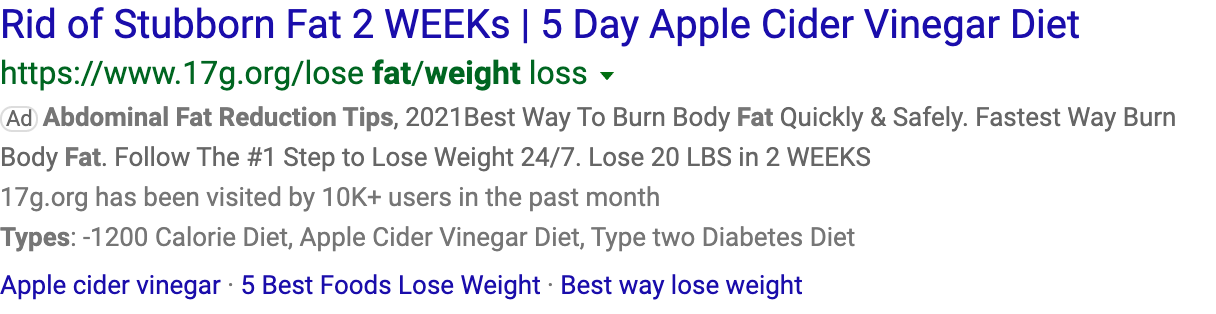 Rid of Stubborn Fat 2 WEEKs | 5 Day Apple Cider Vinegar Diet
https://www.17g.org/lose fat/weight loss
Ad Abdominal Fat Reduction Tips, 2021Best Way To Burn Body Fat Quickly & Safely. Fastest Way Burn
Body Fat. Follow The #1 Step to Lose Weight 24/7. Lose 20 LBS in 2 WEEKS
17g.org has been visited by 10K+ users in the past month
Types: -1200 Calorie Diet, Apple Cider Vinegar Diet, Type two Diabetes Diet
Apple cider vinegar · 5 Best Foods Lose Weight · Best way lose weight